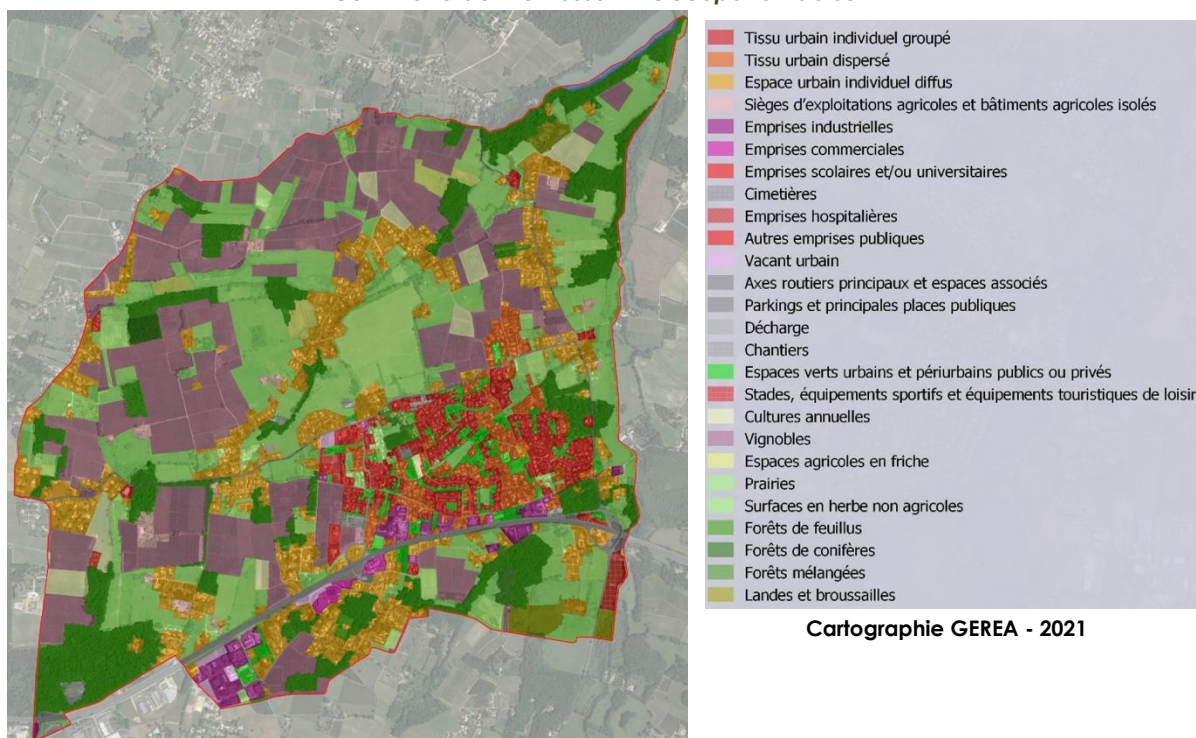 Tissu urbain individuel groupé
Tissu urbain dispersé
Espace urbain individuel diffus
Sièges d'exploitations agricoles et bâtiments agricoles isolés
Emprises industrielles
Emprises commerciales
Emprises scolaires et/ou universitaires
Cimetières
Emprises hospitalières
Autres emprises publiques
Vacant urbain
Axes routiers principaux et espaces associés
Parkings et principales places publiques
Décharge
Chantiers
Espaces verts urbains et périurbains publics ou privés
Stades, équipements sportifs et équipements touristiques de loisir
Cultures annuelles
Vignobles
Espaces agricoles en friche
Prairies
Surfaces en herbe non agricoles
Forêts de feuillus
Forêts de conifères
Forêts mélangées
Landes et broussailles
Cartographie GEREA - 2021